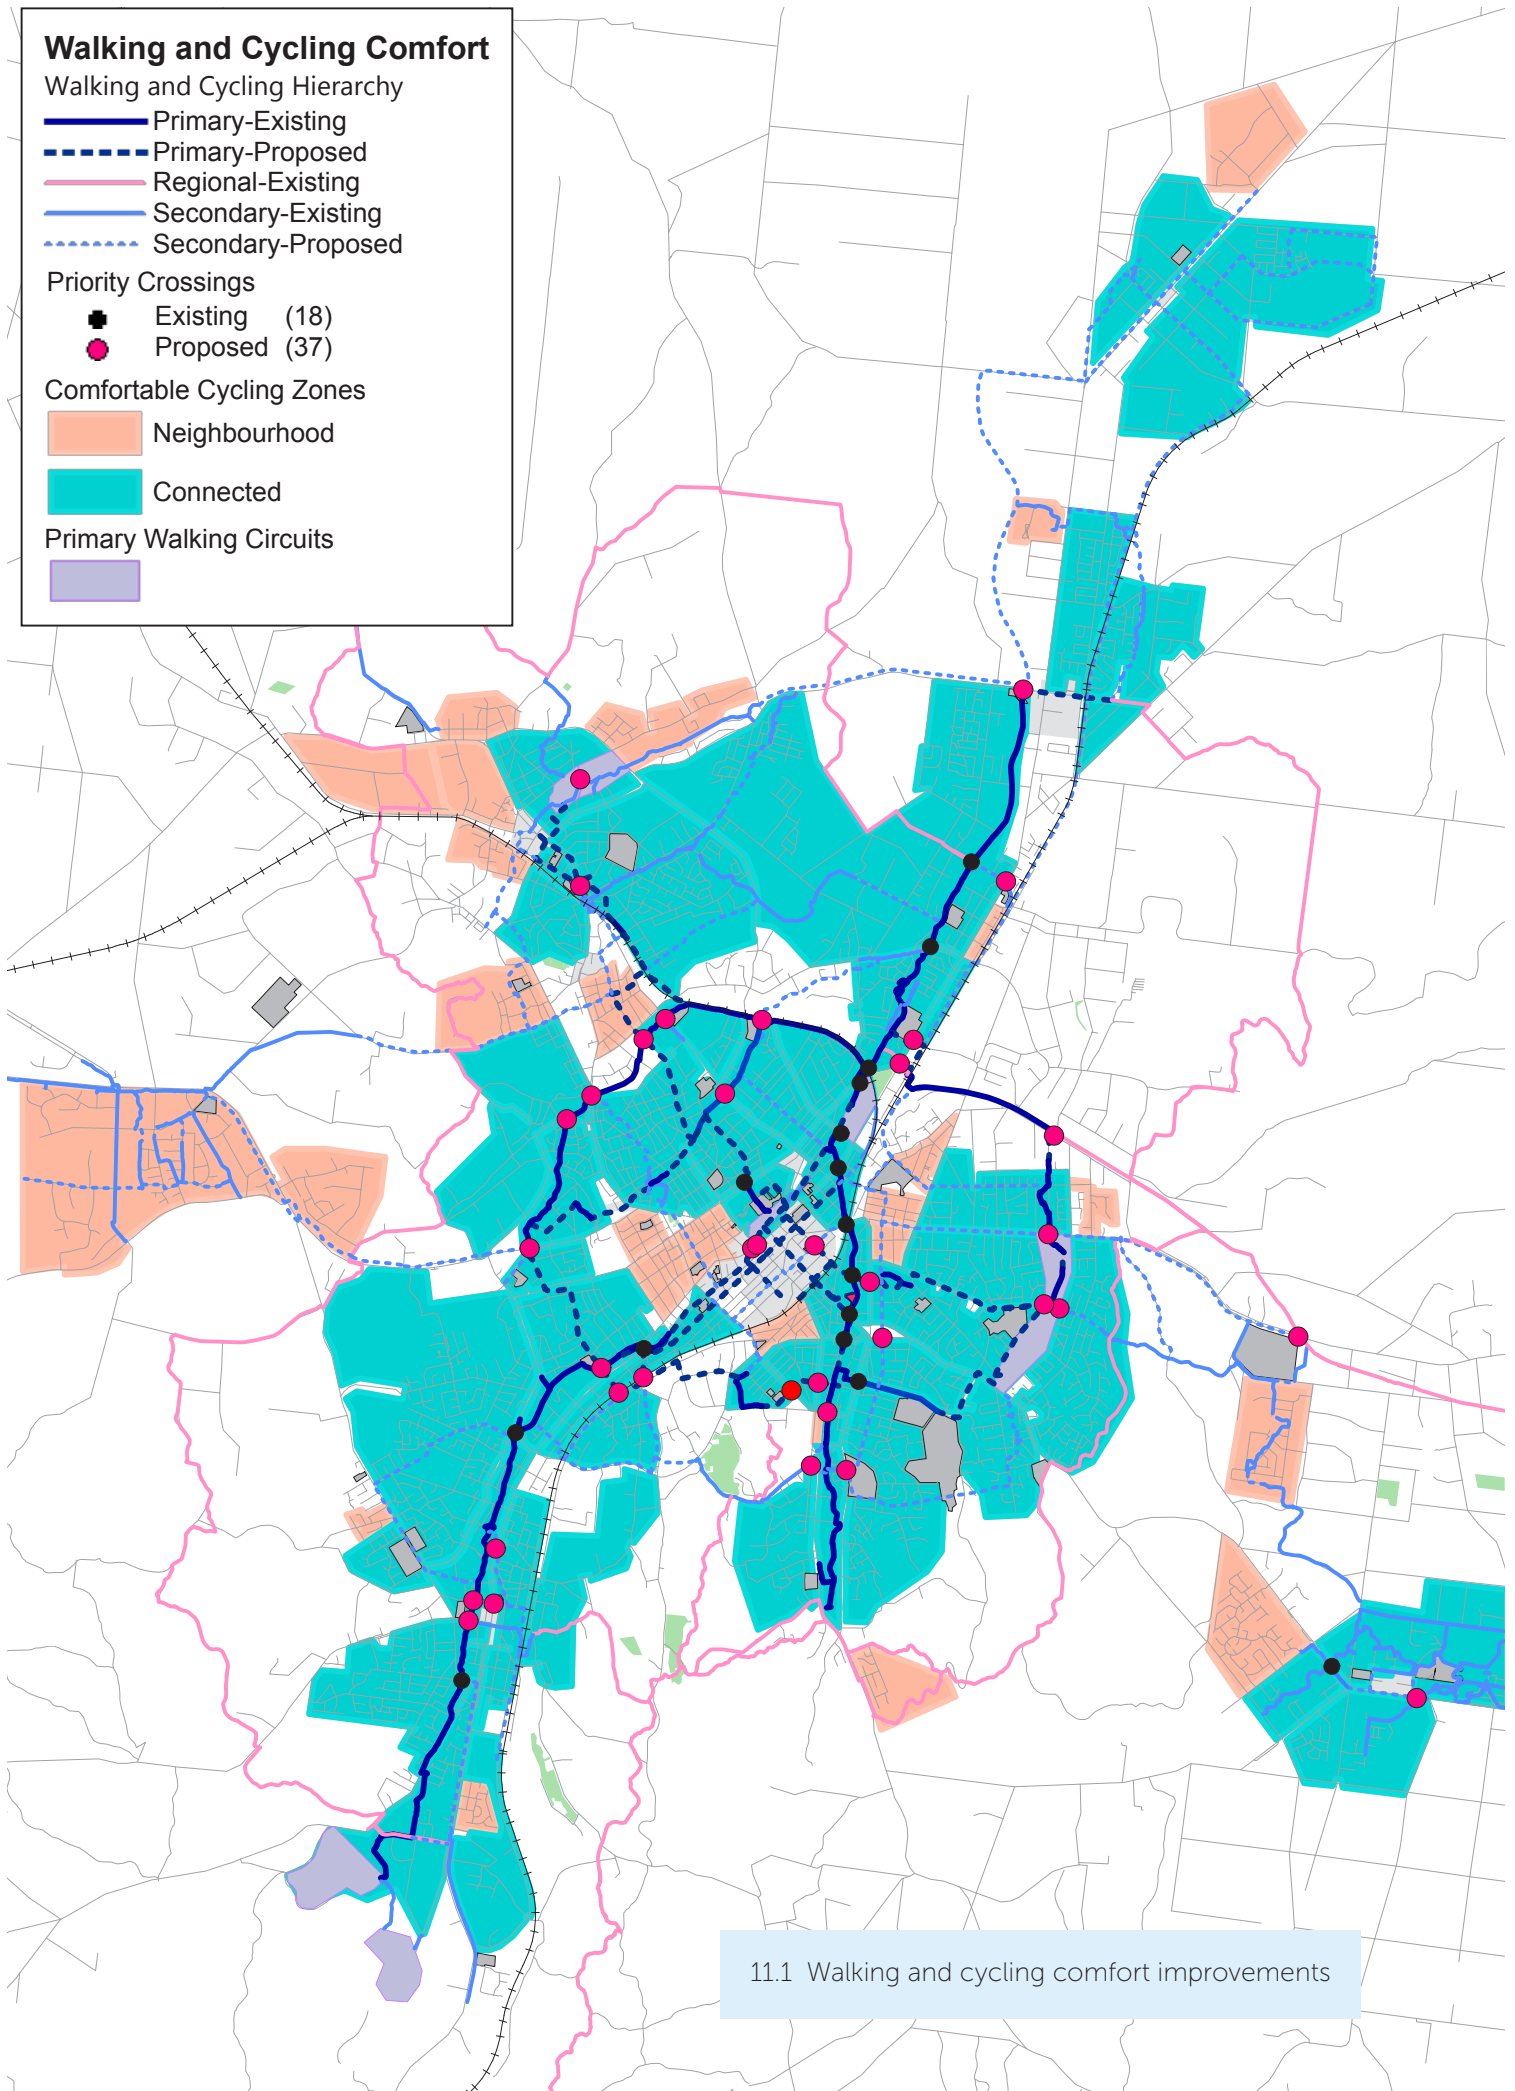 Walking and Cycling Comfort
Walking and Cycling Hierarchy
Primary-Existing
Primary-Proposed
Regional-Existing
Secondary-Existing
Secondary-Proposed
Priority Crossings
Existing (18)
Proposed (37)
Comfortable Cycling Zones
Neighbourhood
Connected
Primary Walking Circuits
11.1 Walking and cycling comfort improvements